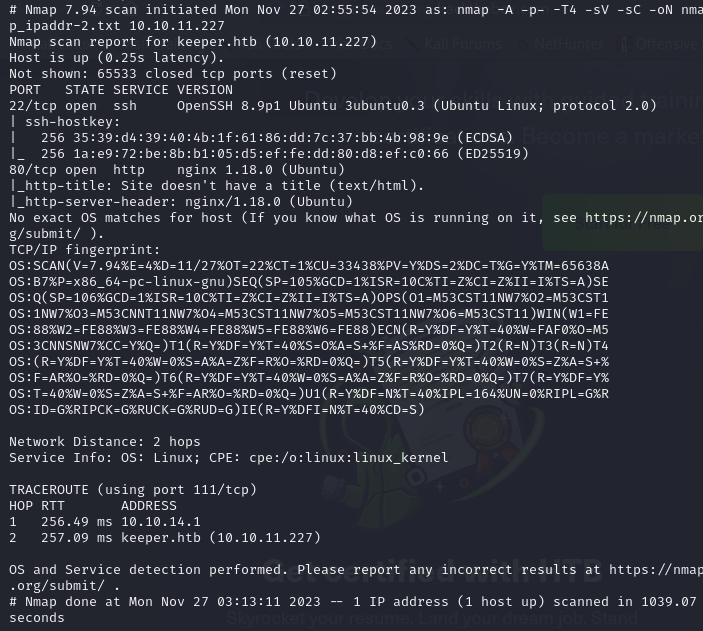 # Nmap 7.94 scan initiated Mon Nov 27 02:55:54 2023 as: nmap -A -p- -T4 -sV -sC -oN nma
p_ipaddr-2.txt 10.10.11.227
Nmap scan report for keeper.htb (10.10.11.227)
Host is up (0.25s latency).
Not shown: 65533 closed tcp ports (reset)
PORT   STATE SERVICE VERSION
22/tcp open  ssh     OpenSSH 8.9p1 Ubuntu 3ubuntu0.3 (Ubuntu Linux; protocol 2.0)
| ssh-hostkey:
|   256 35:39:d4:39:40:4b:1f:61:86:dd:7c:37:bb:4b:98:9e (ECDSA)
|_  256 1a:e9:72:be:8b:b1:05:d5:ef:fe:dd:80:d8:ef:c0:66 (ED25519)
80/tcp open  http    nginx 1.18.0 (Ubuntu)
|_http-title: Site doesn't have a title (text/html).
|_http-server-header: nginx/1.18.0 (Ubuntu)
No exact OS matches for host (If you know what OS is running on it, see https://nmap.or
g/submit/ ).
TCP/IP fingerprint:
OS:SCAN(V=7.94%E=4%D=11/27%OT=22%CT=1%CU=33438%PV=Y%DS=2%DC=T%G=Y%TM=65638A
OS:B7%P=x86_64-pc-linux-gnu)SEQ(SP=105%GCD=1%ISR=10C%TI=Z%CI=Z%II=I%TS=A)SE
OS:Q(SP=106%GCD=1%ISR=10C%TI=Z%CI=Z%II=I%TS=A)OPS(O1=M53CST11NW7%O2=M53CST1
OS:1NW7%O3=M53CNNT11NW7%O4=M53CST11NW7%O5=M53CST11NW7%O6=M53CST11)WIN(W1=FE
OS:88%W2=FE88%W3=FE88%W4=FE88%W5=FE88%W6=FE88)ECN(R=Y%DF=Y%T=40%W=FAF0%O=M5
OS:3CNNSNW7%CC=Y%Q=)T1(R=Y%DF=Y%T=40%S=O%A=S+%F=AS%RD=0%Q=)T2(R=N)T3(R=N)T4
OS:(R=Y%DF=Y%T=40%W=0%S=A%A=Z%F=R%O=%RD=0%Q=)T5(R=Y%DF=Y%T=40%W=0%S=Z%A=S+%
OS:F=AR%O=%RD=0%Q=)T6(R=Y%DF=Y%T=40%W=0%S=A%A=Z%F=R%O=%RD=0%Q=)T7(R=Y%DF=Y%
OS:T=40%W=0%S=Z%A=S+%F=AR%O=%RD=0%Q=)U1(R=Y%DF=N%T=40%IPL=164%UN=0%RIPL=G%R
OS:ID=G%RIPCK=G%RUCK=G%RUD=G)IE(R=Y%DFI=N%T=40%CD=S)
Network Distance: 2 hops
Service Info: OS: Linux; CPE: cpe:/o:linux:linux_kernel
TRACEROUTE (using port 111/tcp)
HOP RTT       ADDRESS
1   256.49 ms 10.10.14.1
2   257.09 ms keeper.htb (10.10.11.227)
OS and Service detection performed. Please report any incorrect results at https://nmap
.org/submit/ .
# Nmap done at Mon Nov 27 03:13:11 2023 -- 1 IP address (1 host up) scanned in 1039.07
seconds
Get certified with HTB
Skyrocket your resume. Land your dream job. Stand